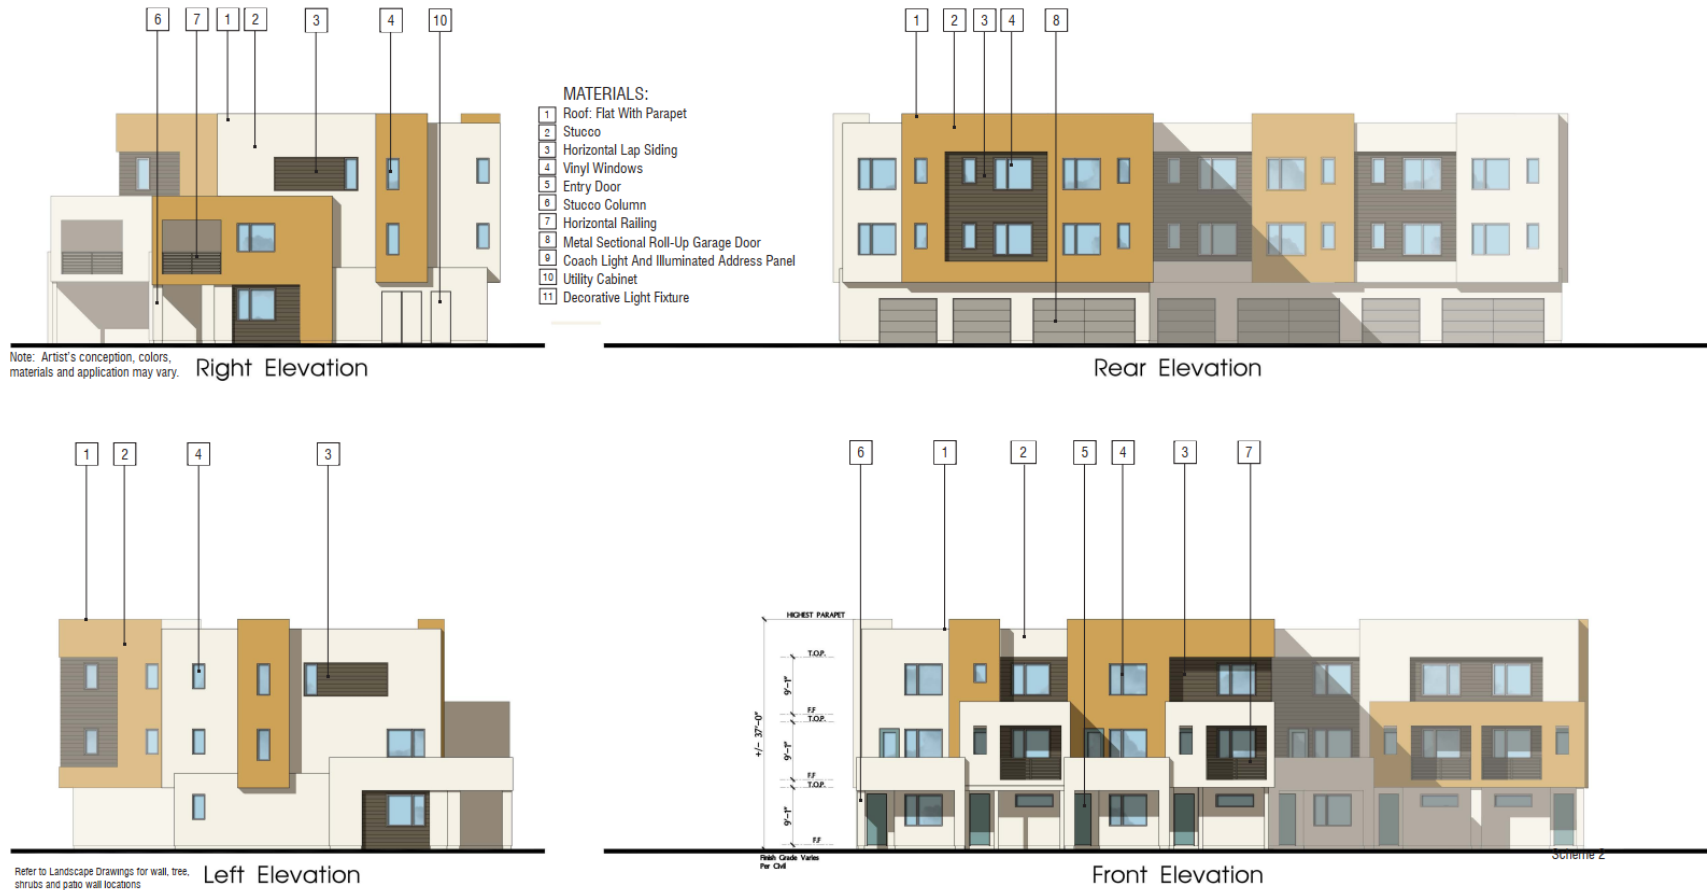 6 7 1 2 3 4 10
1 2 3 4 8
MATERIALS:
1 Roof: Flat With Parapet
2 Stucco
3 Horizontal Lap Siding
4 Vinyl Windows
5 Entry Door
6 Stucco Column
7 Horizontal Railing
8 Metal Sectional Roll-Up Garage Door
9 Coach Light And Illuminated Address Panel
10 Utility Cabinet
11 Decorative Light Fixture
Note: Artist's conception, colors,
materials and application may vary.
Right Elevation
Rear Elevation
1 2 4 3
6 1 2 5 4 3 7
HIGHEST PARAPET
T.O.P.
9'-1"
F.F
T.O.P.
+/- 37'-0"
9'-1"
F.F
T.O.P.
9'-1"
F.F
Finish Grade Varies
Per Civil
Scheme 2
Refer to Landscape Drawings for wall, tree,
shrubs and patio wall locations
Left Elevation
Front Elevation